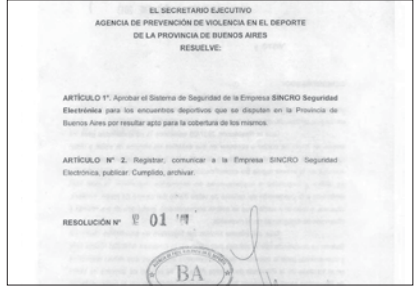 EL SECRETARIO EJECUTIVO
AGENCIA DE PREVENCIÓN DE VIOLENCIA EN EL DEPORTE
DE LA PROVINCIA DE BUENOS AIRES
RESUELVE:
ARTÍCULO 1º. Aprobar el Sistema de Seguridad de la Empresa SINCRO Seguridad
Electrónica para los encuentros deportivos que se disputen en la Provincia de
Buenos Aires por resultar apto para la cobertura de los mismos.
ARTÍCULO N° 2. Registrar, comunicar a la Empresa SINCRO Seguridad
Electrónica, publicar. Cumplido, archivar.
RESOLUCIÓN N° 01
BA